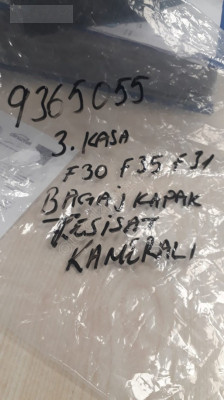 9365055
3. KASA
F30 F35 F31
BAGAJ KAPAK
TESİSAT
KAMERALI